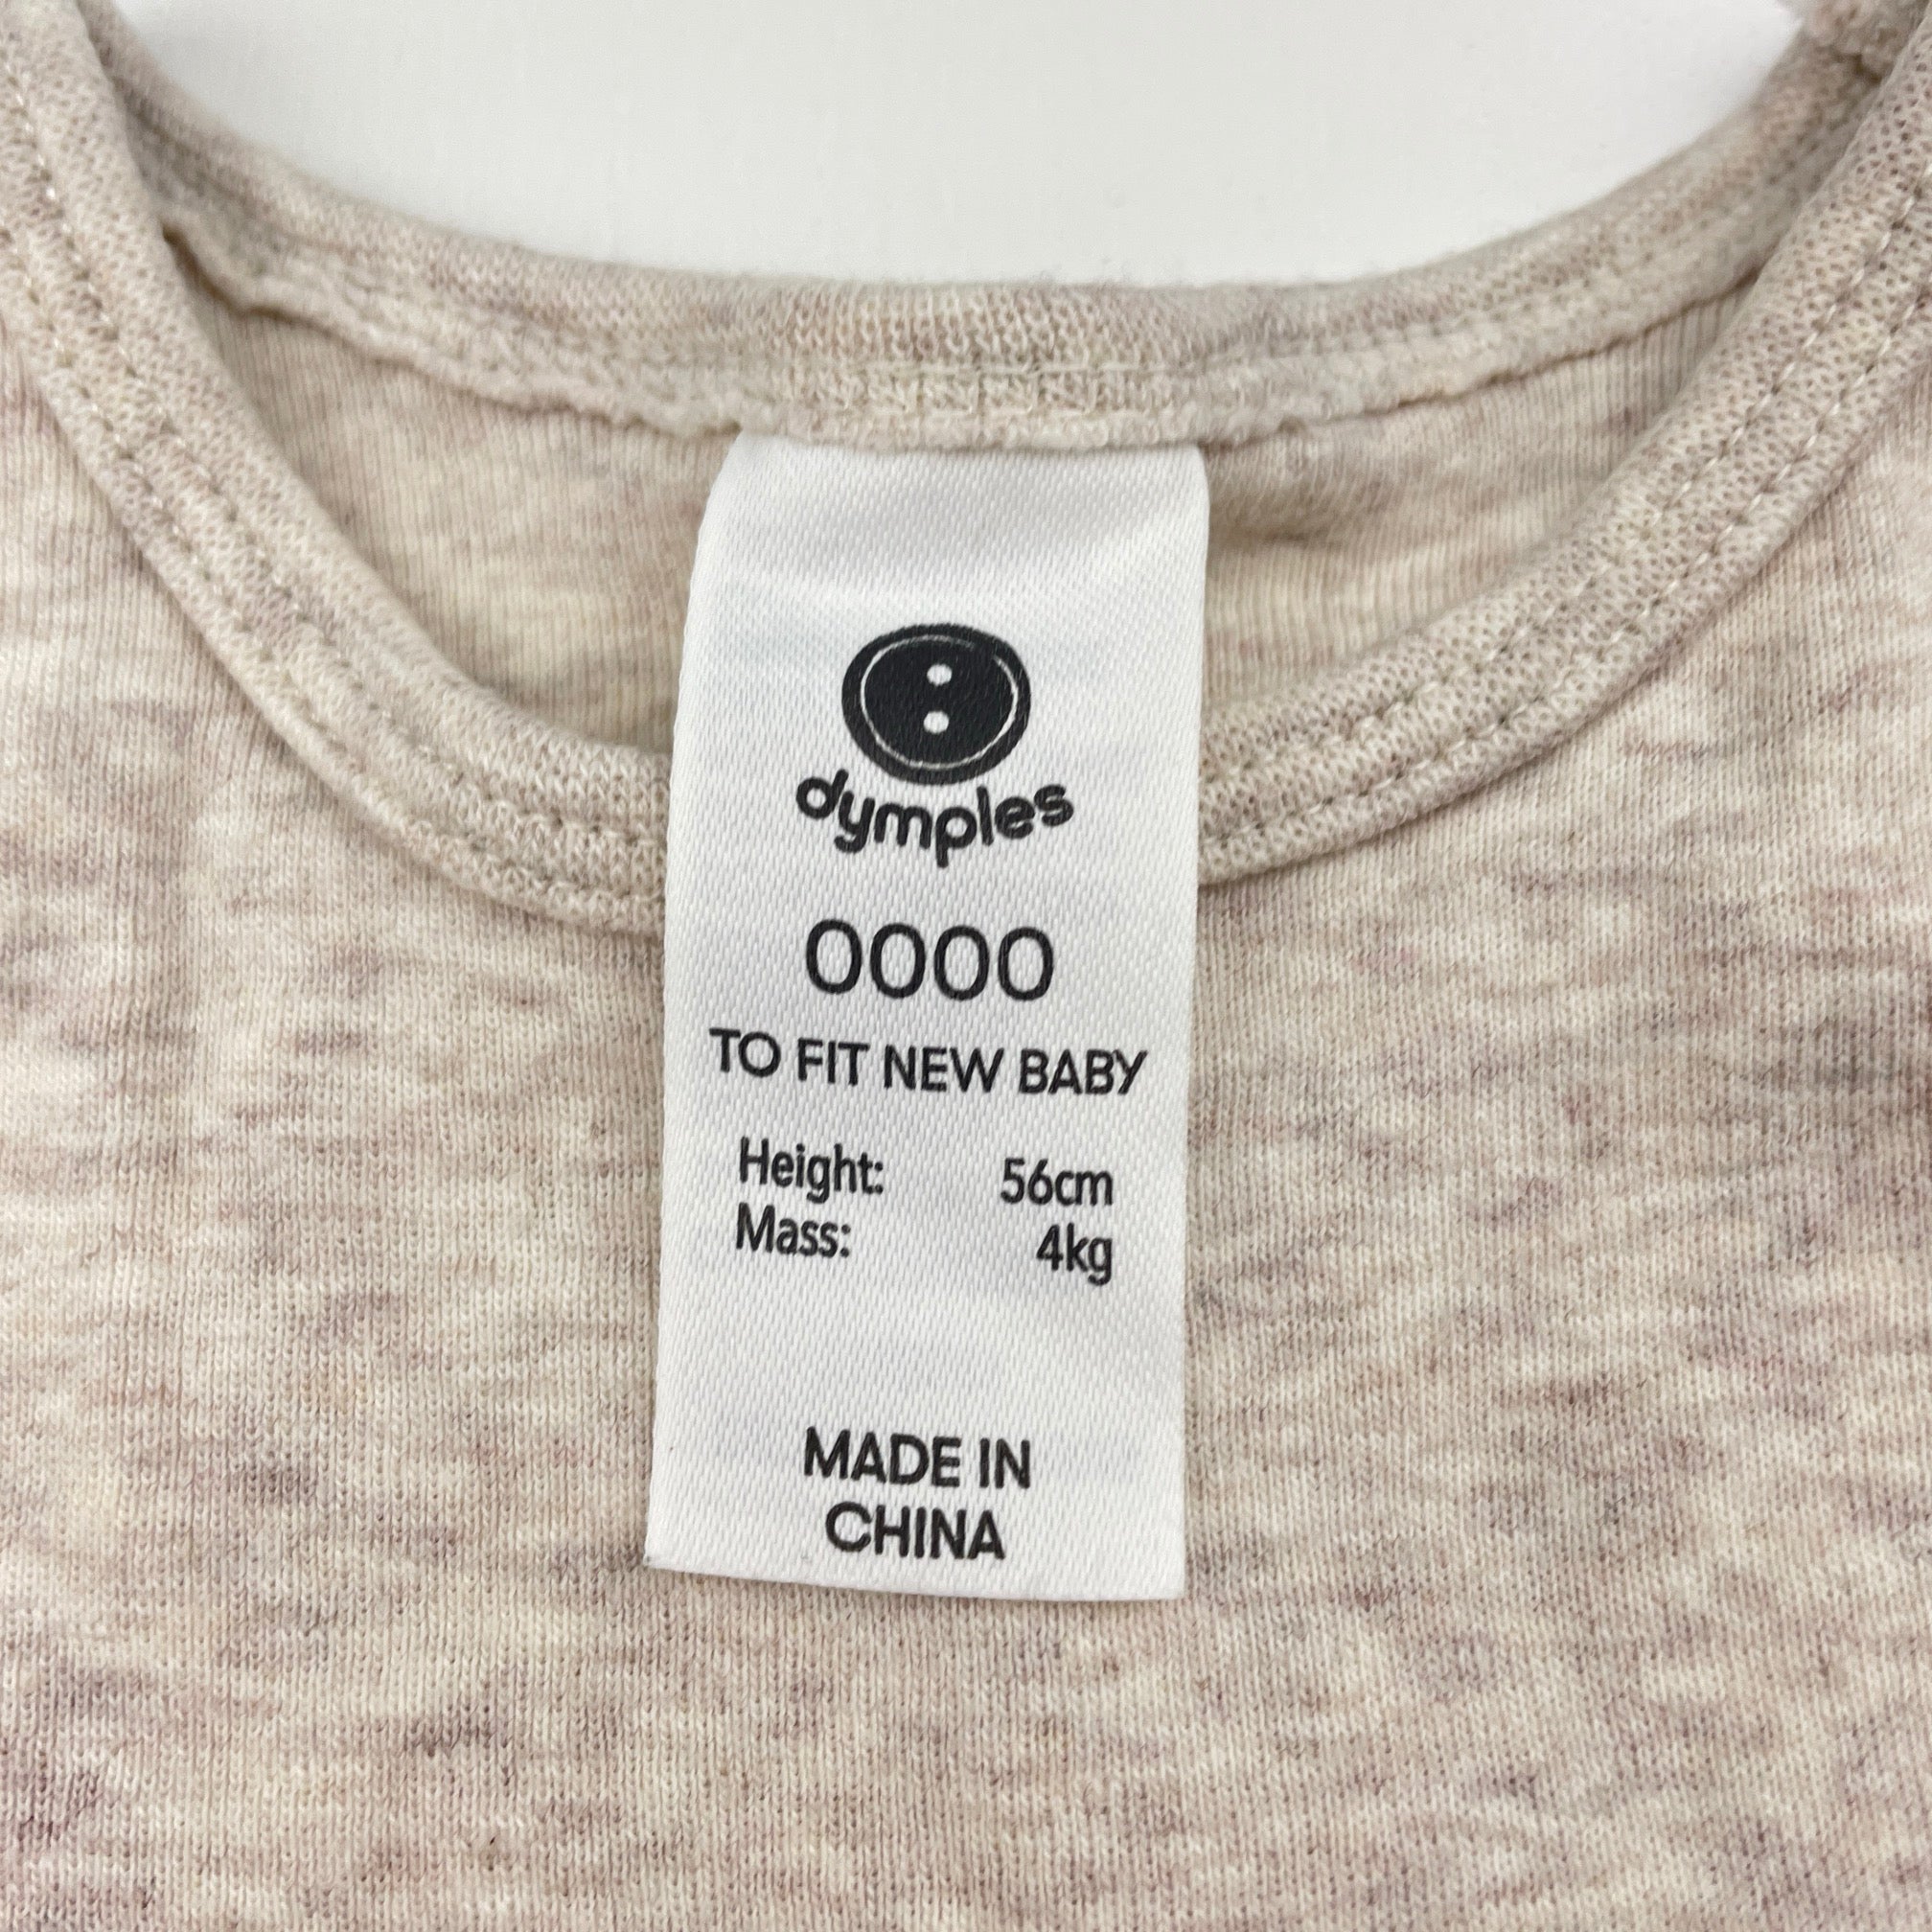 dymples
0000
TO FIT NEW BABY
Height: 56cm
Mass: 4kg
MADE IN
CHINA